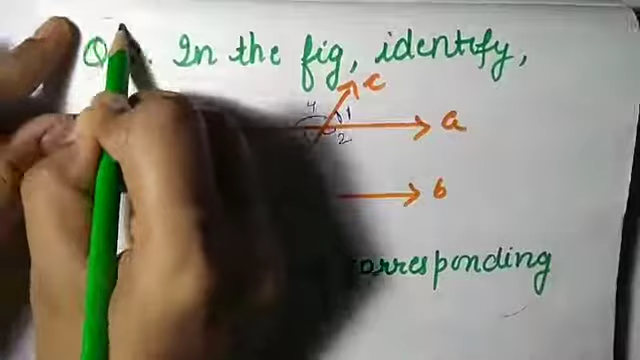 Q . In the fig, identify,
c
4 1
a
2
b
corresponding